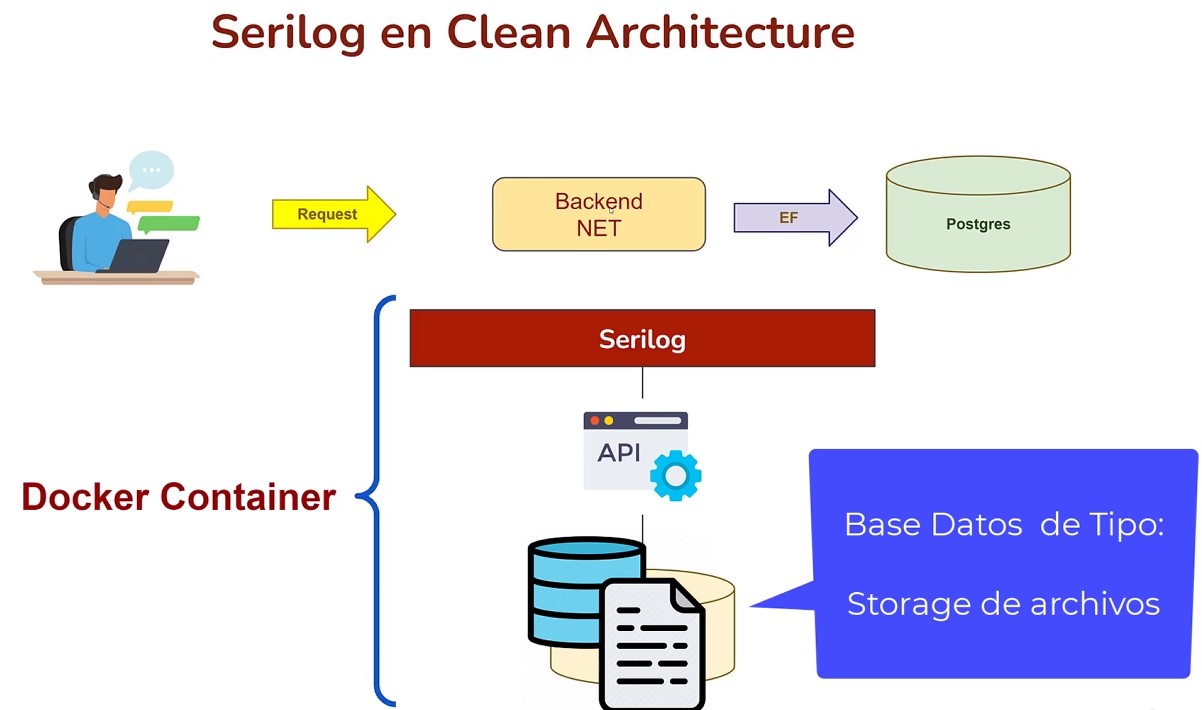 Serilog en Clean Architecture
Request
Backend
NET
EF
Postgres
Serilog
API
Docker Container
Base Datos de Tipo:
Storage de archivos